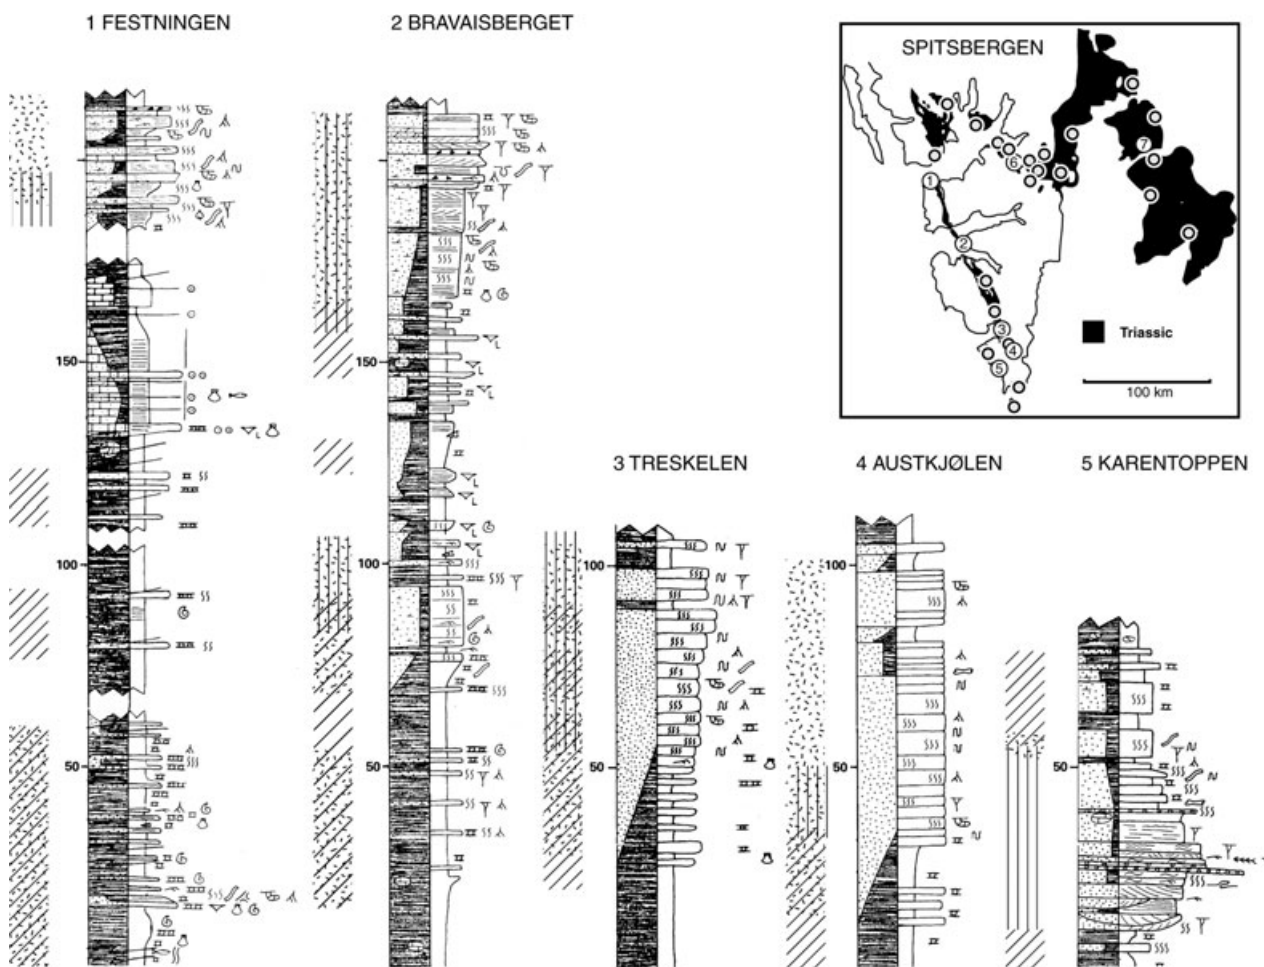 1 FESTNINGEN
2 BRAVAISBERGET
SPITSBERGEN
1
2
3
4
5
6
7
Triassic
100 km
150
100
50
150
100
50
3 TRESKELEN
100
50
4 AUSTKJØLEN
100
50
5 KARENTOPPEN
50